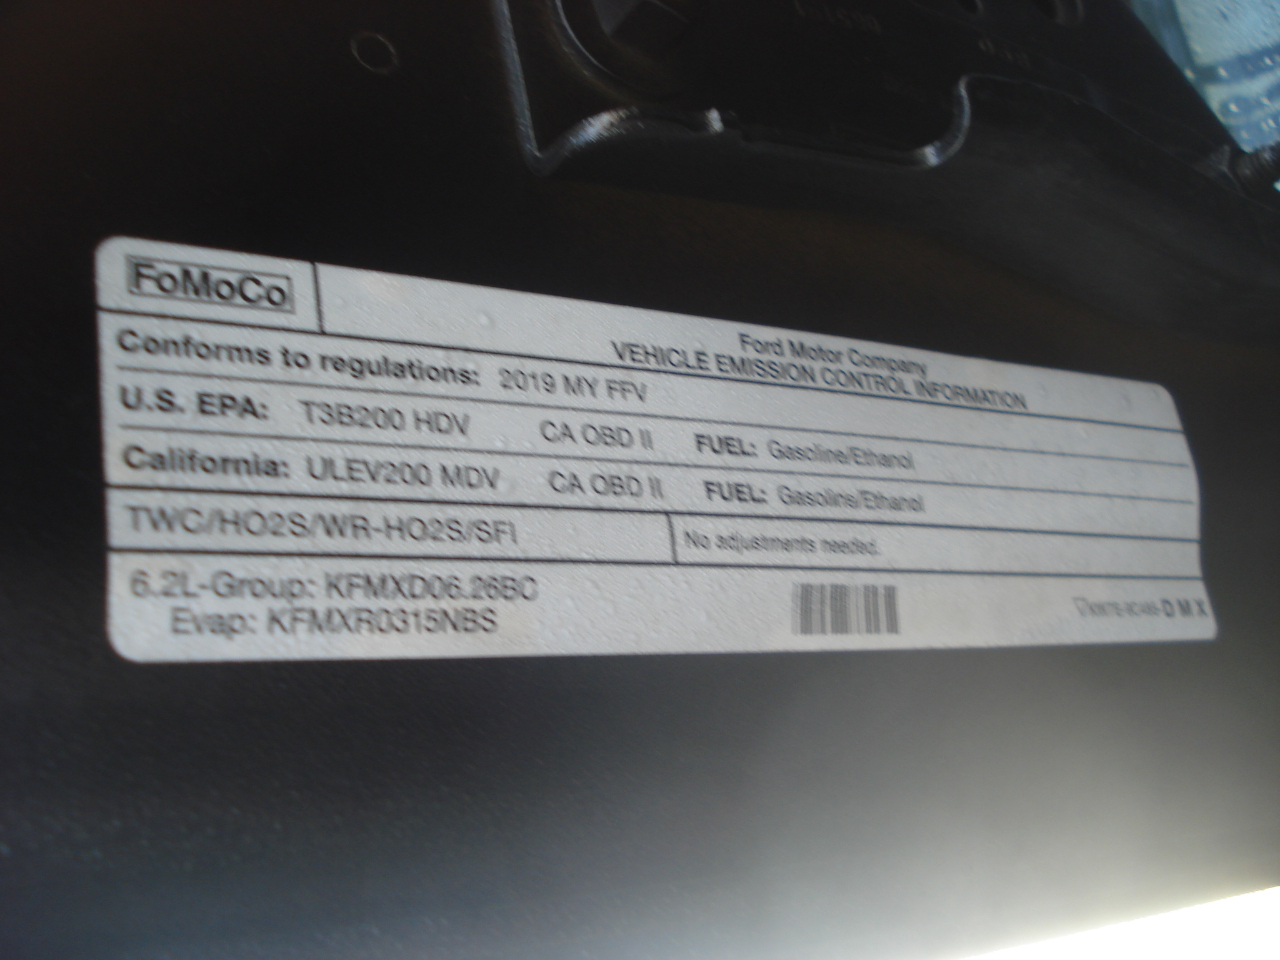 FoMoCo
Ford Motor Company
VEHICLE EMISSION CONTROL INFORMATION
Conforms to regulations: 2019 MY FFV
U.S. EPA: T3B200 HDV CA OBD II FUEL: Gasoline/Ethanol
California: ULEV200 MDV CA OBD II FUEL: Gasoline/Ethanol
TWC/HO2S/WR-HO2S/SFI No adjustments needed.
6.2L-Group: KFMXD06.26BC
Evap: KFMXR0315NBS
DMX